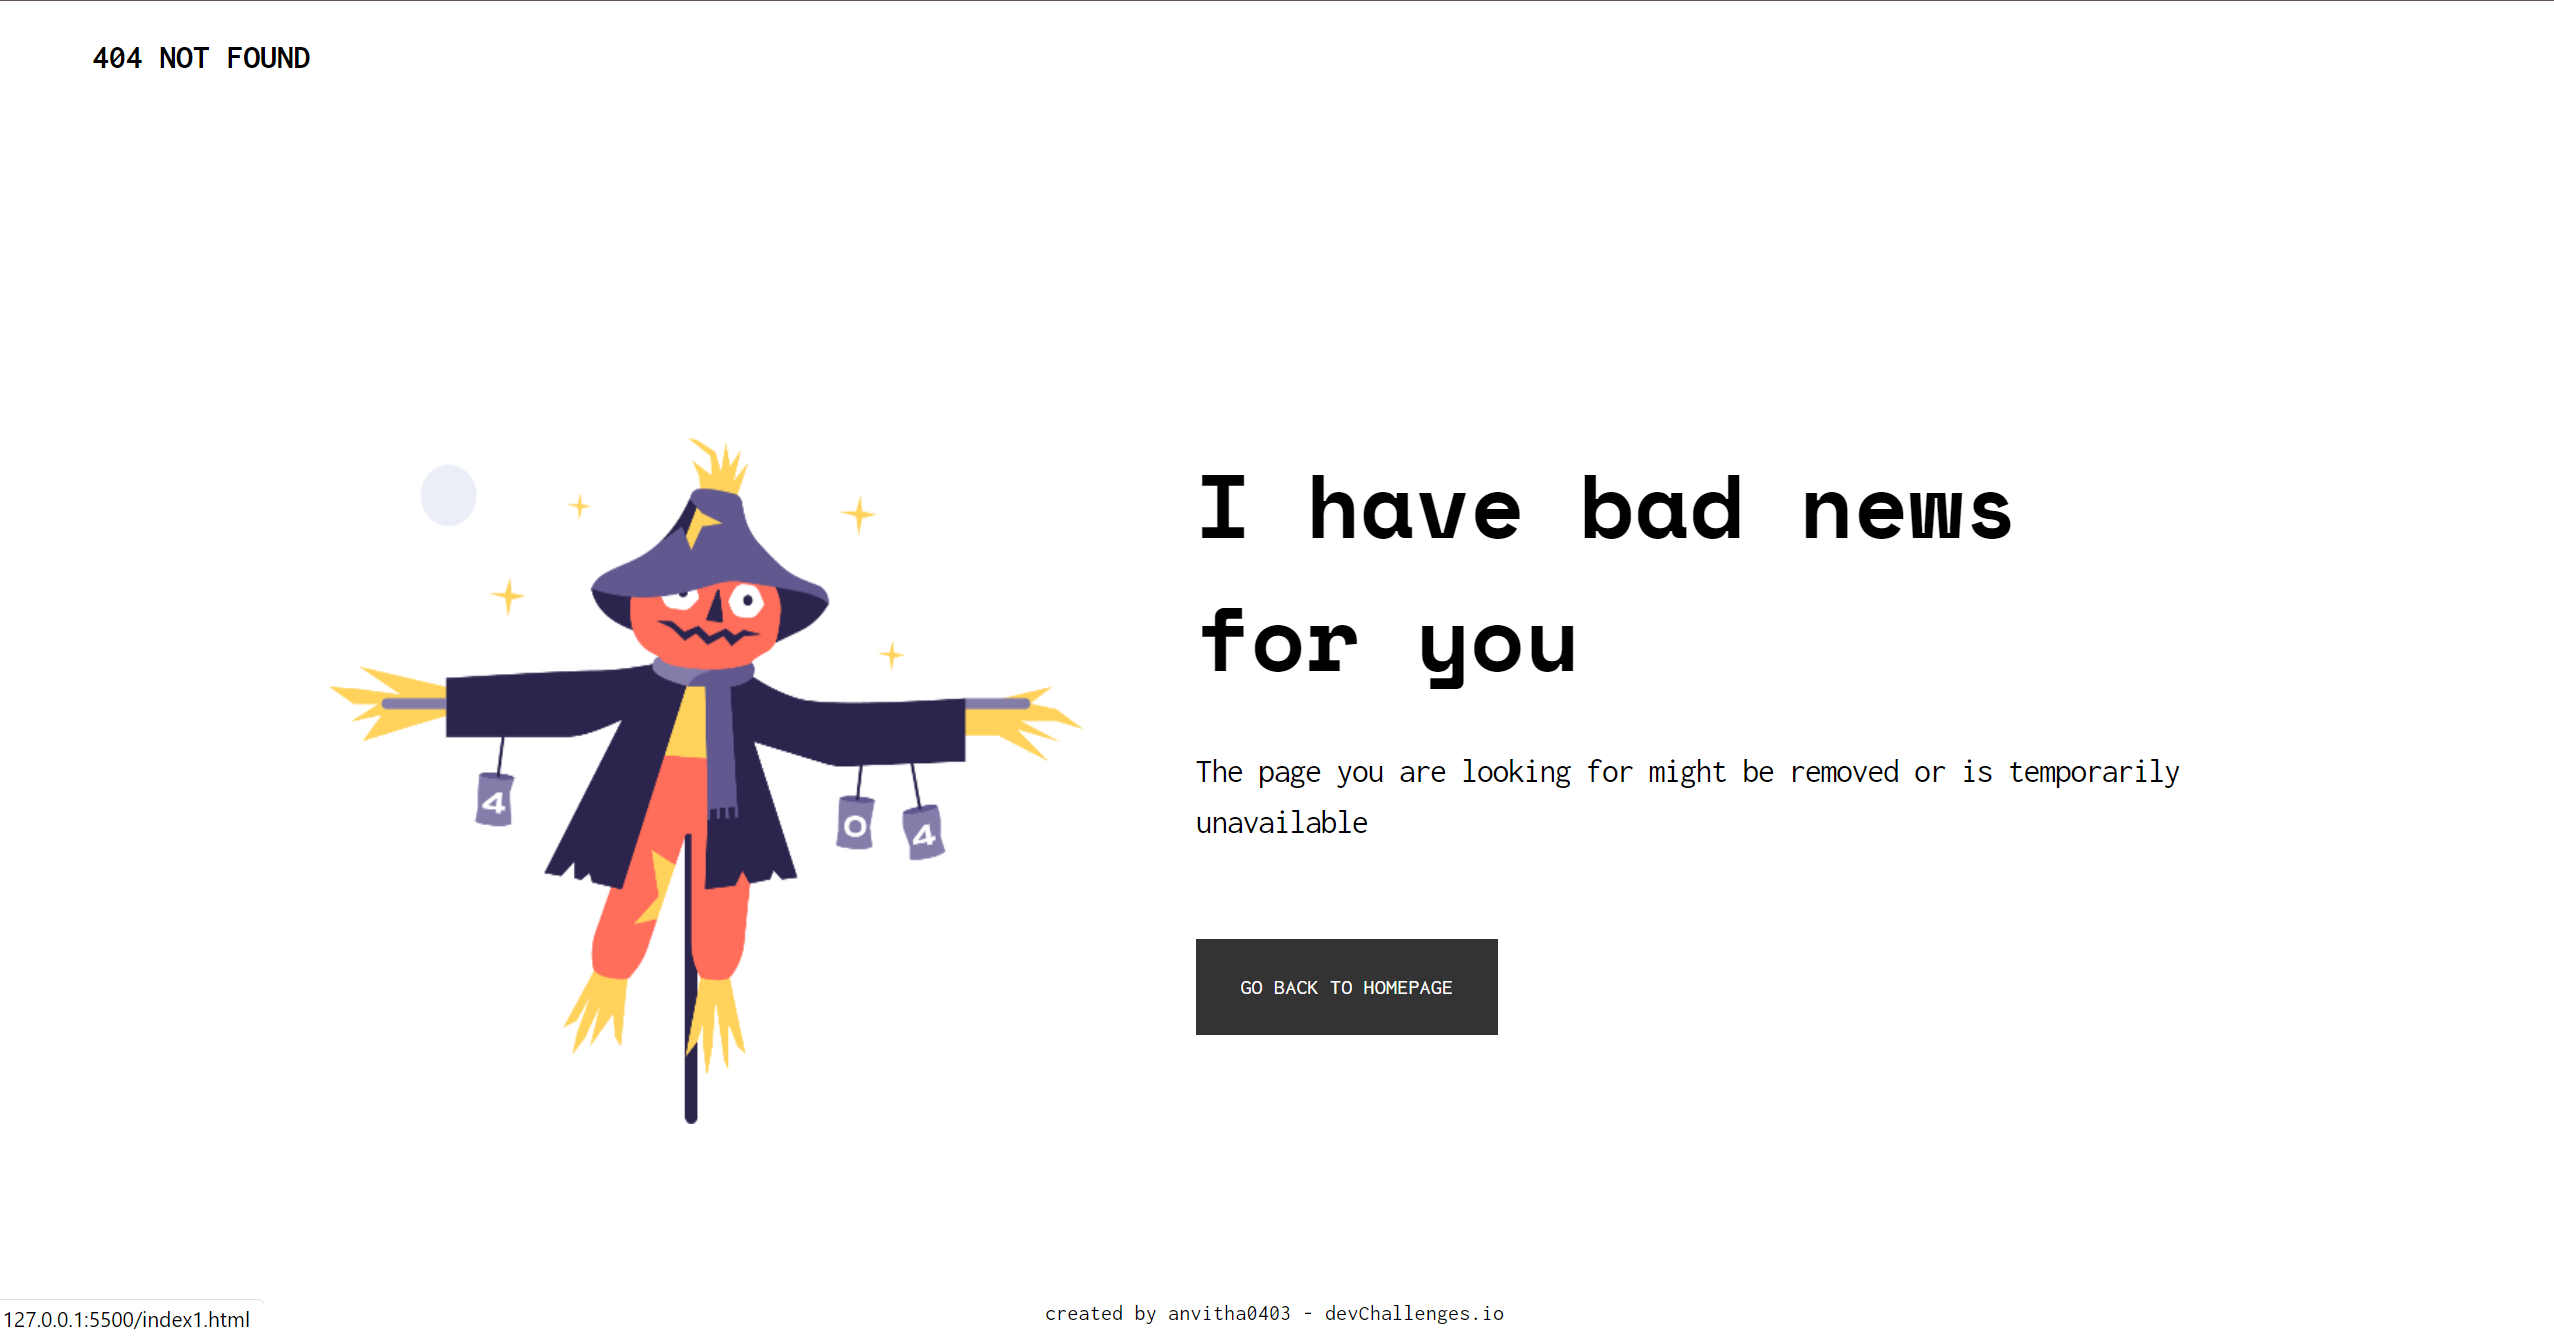 404 NOT FOUND
I have bad news
for you
The page you are looking for might be removed or is temporarily
unavailable
4
0
4
GO BACK TO HOMEPAGE
created by anvitha0403 - devChallenges.io
127.0.0.1:5500/index1.html